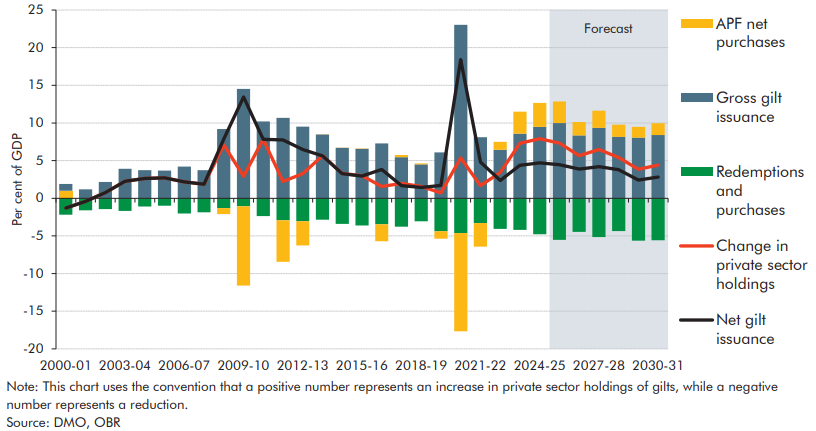 25
20
15
10
5
0
-5
-10
-15
-20
Per cent of GDP
2000-01 2003-04 2006-07 2009-10 2012-13 2015-16 2018-19 2021-22 2024-25 2027-28 2030-31
Forecast
APF net
purchases
Gross gilt
issuance
Redemptions
and
purchases
Change in
private sector
holdings
Net gilt
issuance
Note: This chart uses the convention that a positive number represents an increase in private sector holdings of gilts, while a negative
number represents a reduction.
Source: DMO, OBR